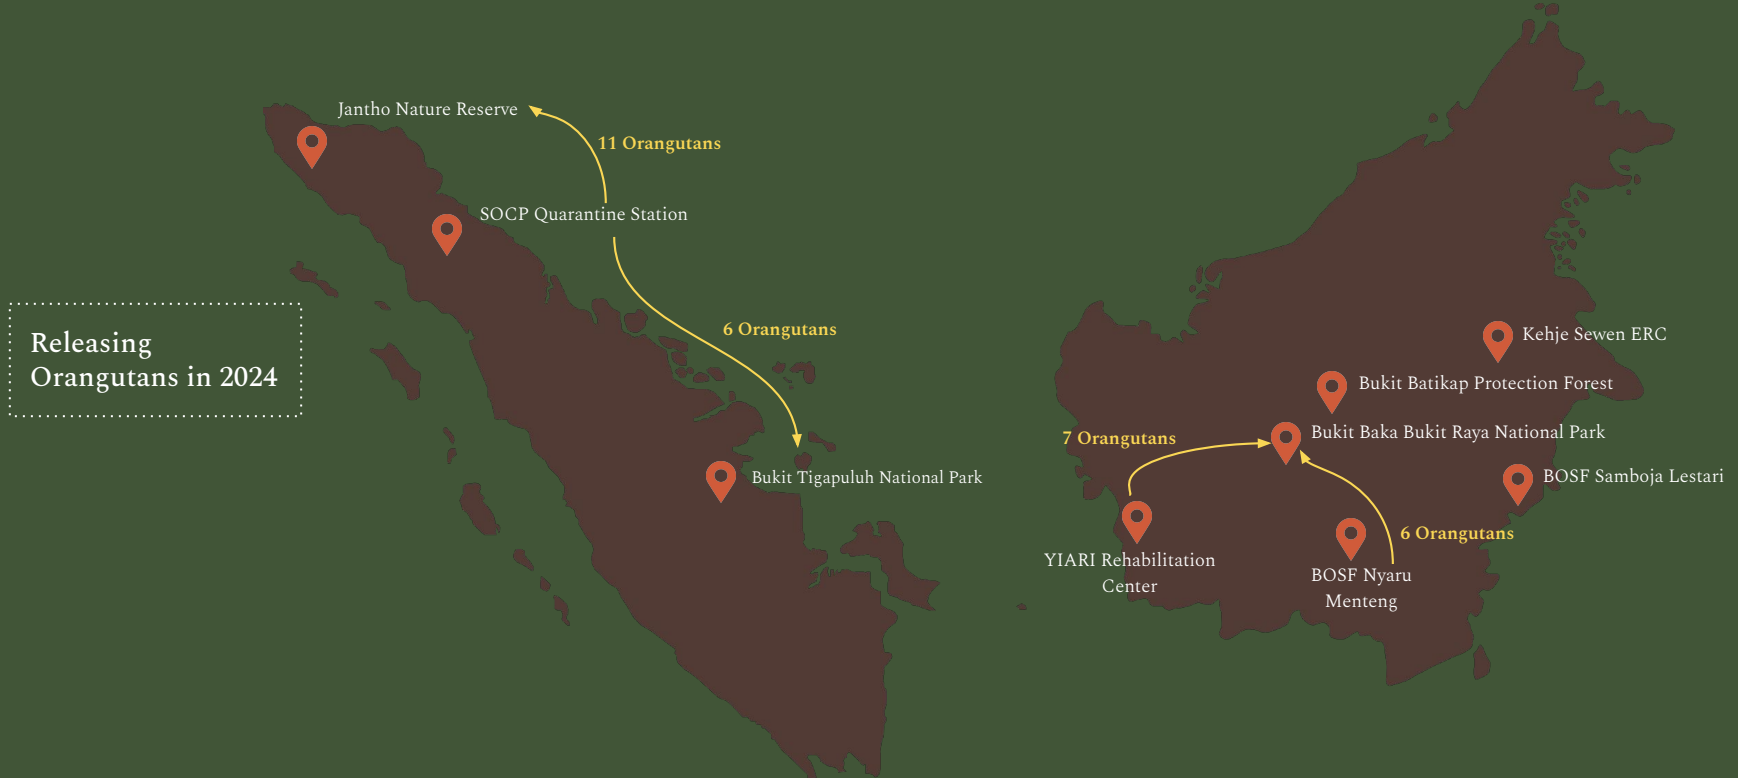 Jantho Nature Reserve
11 Orangutans
SOCP Quarantine Station
6 Orangutans
Releasing
Orangutans in 2024
Bukit Tigapuluh National Park
Kehje Sewen ERC
Bukit Batikap Protection Forest
Bukit Baka Bukit Raya National Park
7 Orangutans
BOSF Samboja Lestari
6 Orangutans
YIARI Rehabilitation
Center
BOSF Nyaru
Menteng